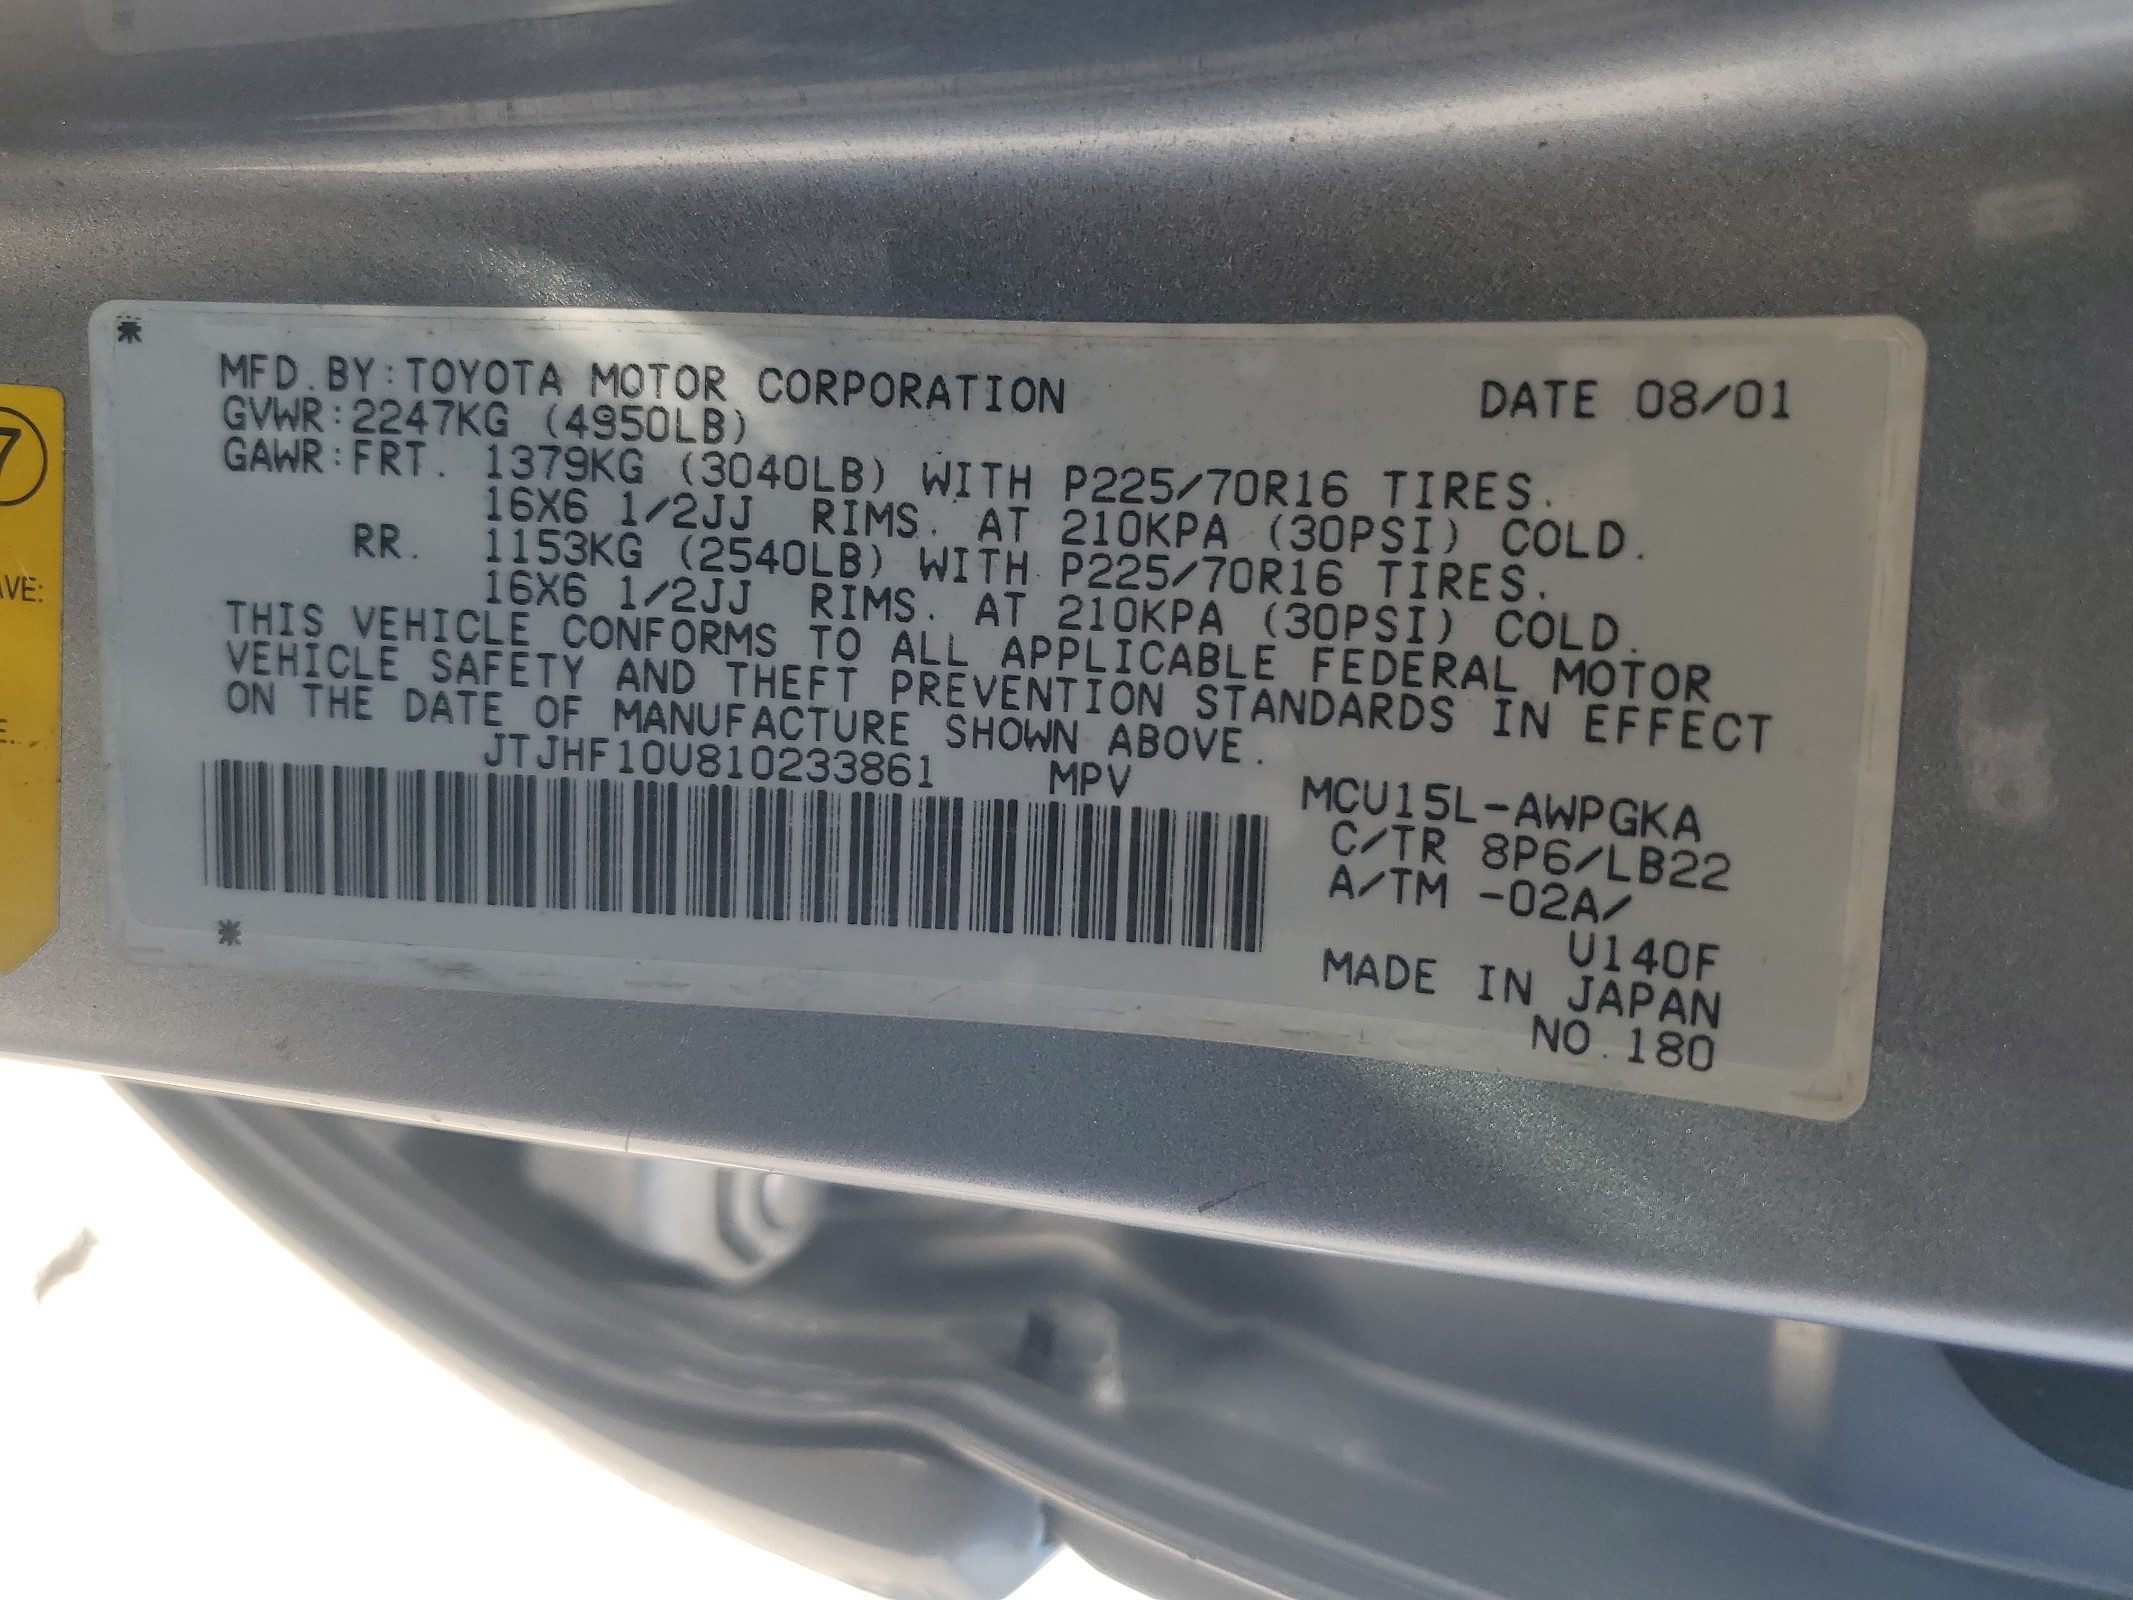 MFD.BY:TOYOTA MOTOR CORPORATION DATE 08/01
GVWR:2247KG (4950LB)
GAWR:FRT. 1379KG (3040LB) WITH P225/70R16 TIRES.
16X6 1/2JJ RIMS. AT 210KPA (30PSI) COLD.
RR. 1153KG (2540LB) WITH P225/70R16 TIRES.
16X6 1/2JJ RIMS. AT 210KPA (30PSI) COLD.
THIS VEHICLE CONFORMS TO ALL APPLICABLE FEDERAL MOTOR
VEHICLE SAFETY AND THEFT PREVENTION STANDARDS IN EFFECT
ON THE DATE OF MANUFACTURE SHOWN ABOVE.
JTJHF10U810233861 MPV
MCU15L-AWPGKA
C/TR 8P6/LB22
A/TM -02A/
U140F
MADE IN JAPAN
NO.180
7